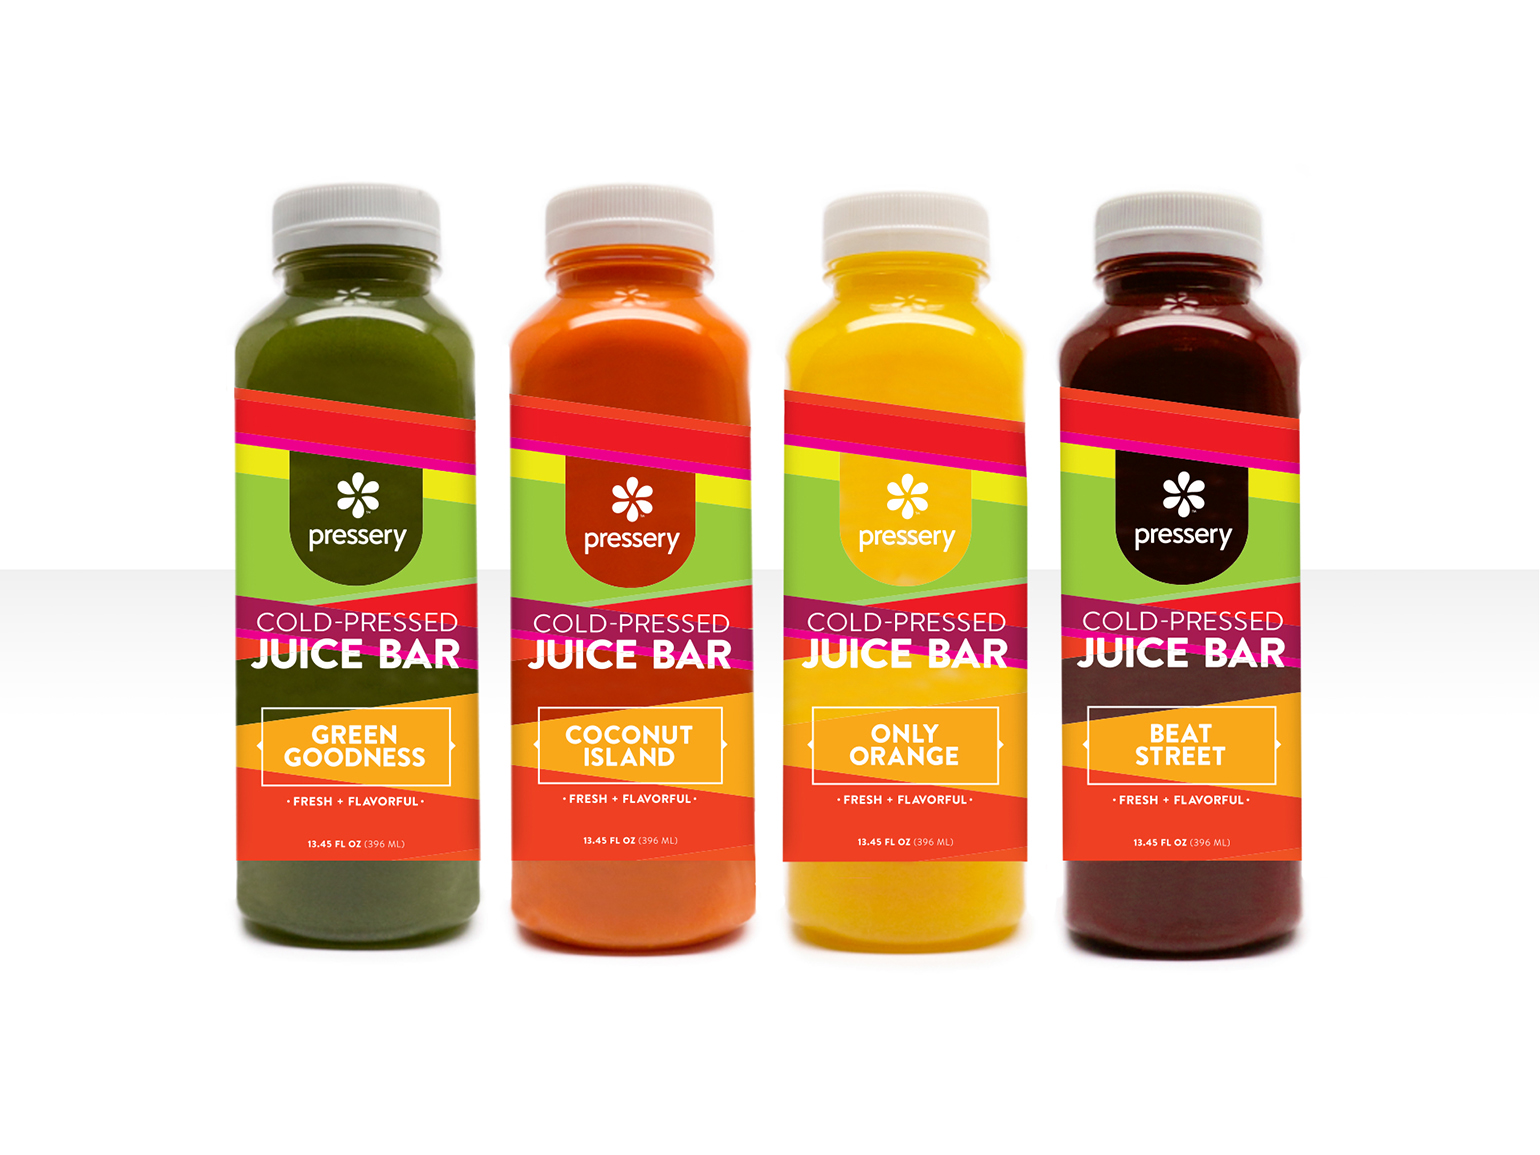 pressery
COLD-PRESSED
JUICE BAR
GREEN
GOODNESS
• FRESH + FLAVORFUL •
13.45 FL OZ (396 ML)
pressery
COLD-PRESSED
JUICE BAR
COCONUT
ISLAND
• FRESH + FLAVORFUL •
13.45 FL OZ (396 ML)
pressery
COLD-PRESSED
JUICE BAR
ONLY
ORANGE
• FRESH + FLAVORFUL •
13.45 FL OZ (396 ML)
pressery
COLD-PRESSED
JUICE BAR
BEAT
STREET
• FRESH + FLAVORFUL •
13.45 FL OZ (396 ML)